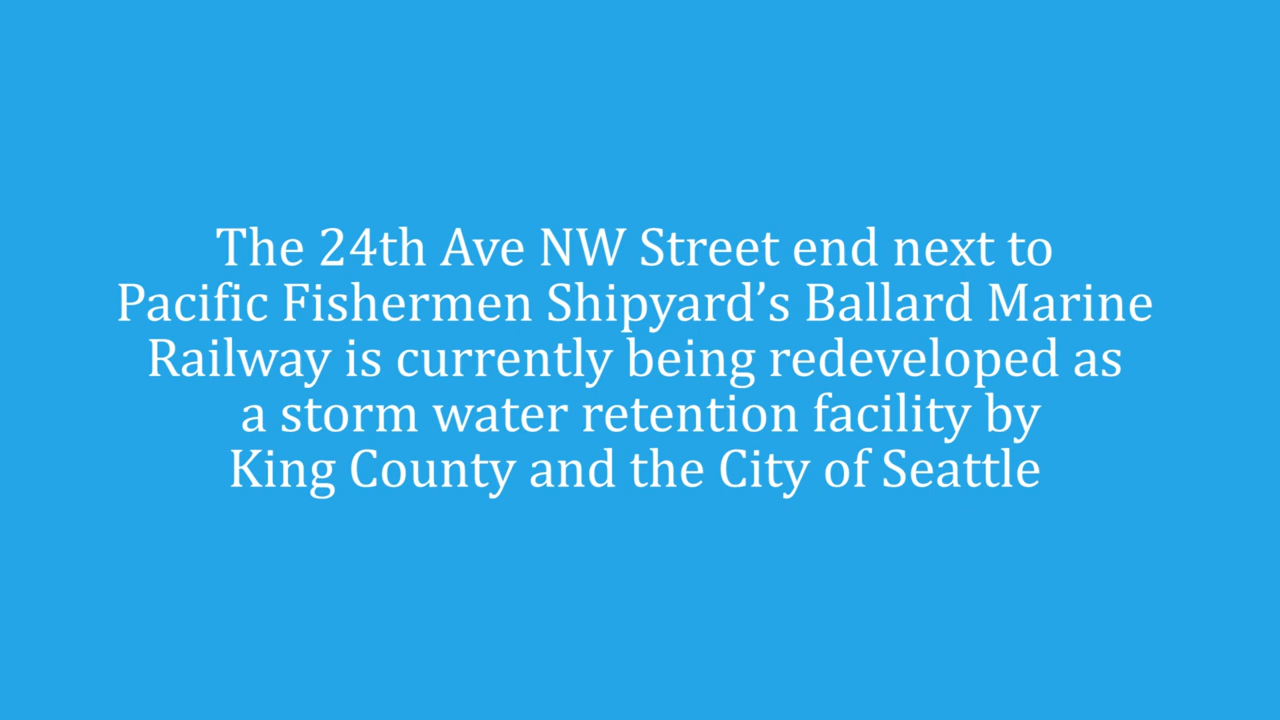 The 24th Ave NW Street end next to
Pacific Fishermen Shipyard’s Ballard Marine
Railway is currently being redeveloped as
a storm water retention facility by
King County and the City of Seattle